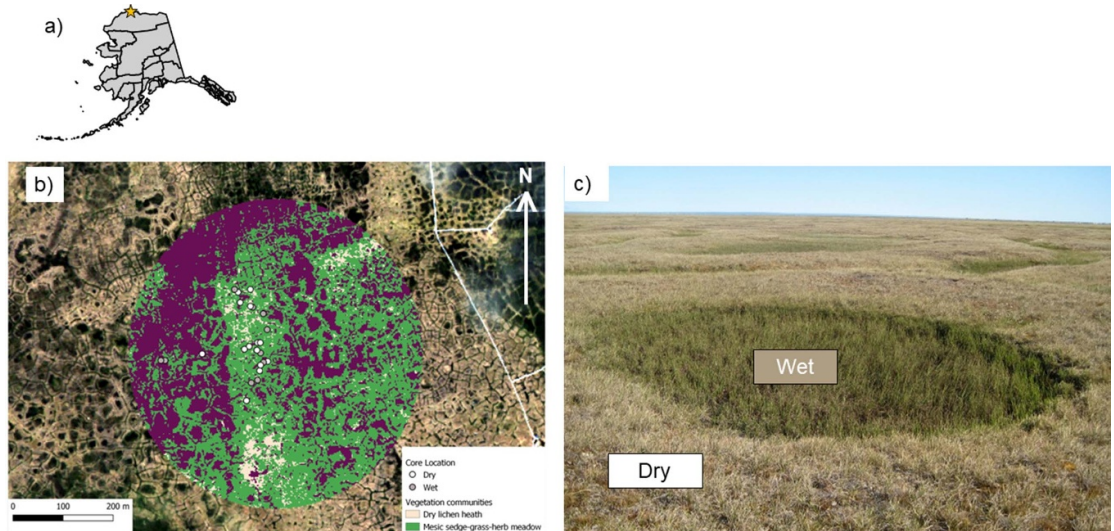 a)
b)
N
Core Location
Dry
Wet
Vegetation communities
Dry lichen heath
Mesic sedge-grass-herb meadow
0 100 200 m
c)
Wet
Dry